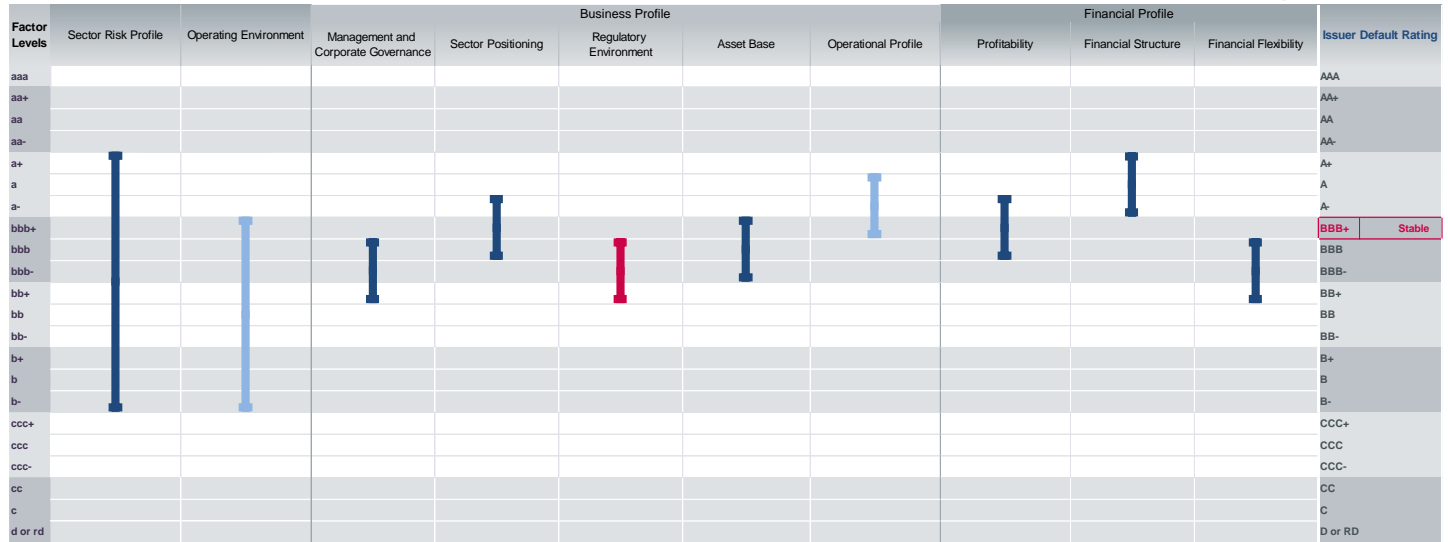 Business Profile
Financial Profile
Factor
Levels
Sector Risk Profile
Operating Environment
Management and
Corporate Governance
Sector Positioning
Regulatory
Environment
Asset Base
Operational Profile
Profitability
Financial Structure
Financial Flexibility
Issuer Default Rating
aaa AAA
aa+ AA+
aa AA
aa- AA-
a+ A+
a A
a- A-
bbb+ BBB+ Stable
bbb BBB
bbb- BBB-
bb+ BB+
bb BB
bb- BB-
b+ B+
b B
b- B-
ccc+ CCC+
ccc CCC
ccc- CCC-
cc CC
c C
d or rd D or RD